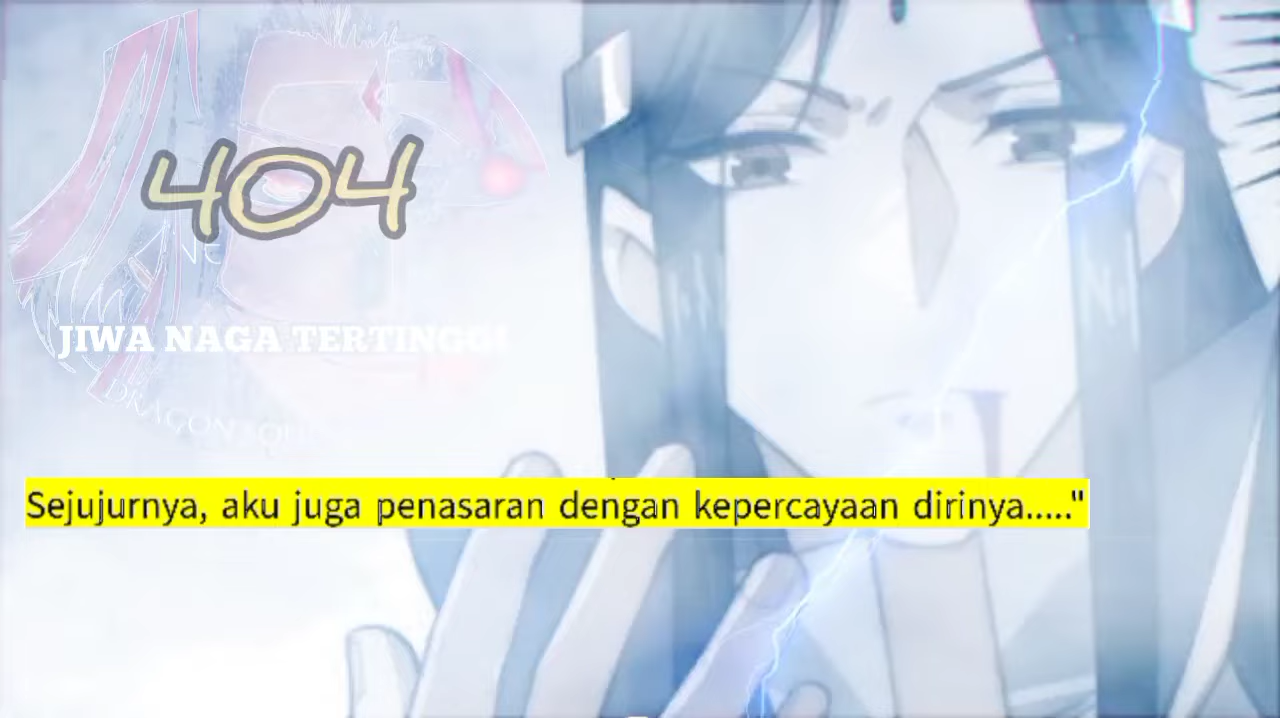 404
JIWA NAGA TERTINGGI
Sejujurnya, aku juga penasaran dengan kepercayaan dirinya....."